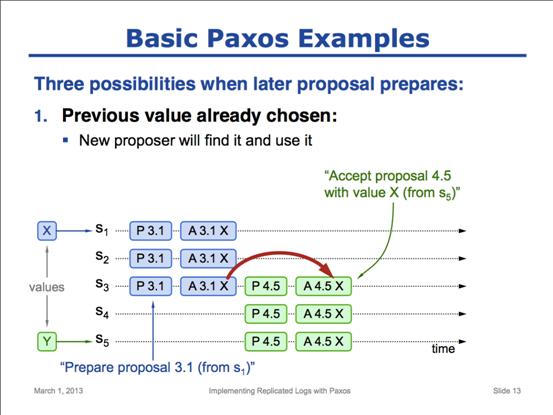 Basic Paxos Examples
Three possibilities when later proposal prepares:
1. Previous value already chosen:
▪ New proposer will find it and use it
“Accept proposal 4.5
with value X (from s5)”
X s1 P 3.1 A 3.1 X
s2 P 3.1 A 3.1 X
s3 P 3.1 A 3.1 X P 4.5 A 4.5 X
values
s4 P 4.5 A 4.5 X
Y s5 P 4.5 A 4.5 X
time
“Prepare proposal 3.1 (from s1)”
March 1, 2013 Implementing Replicated Logs with Paxos Slide 13